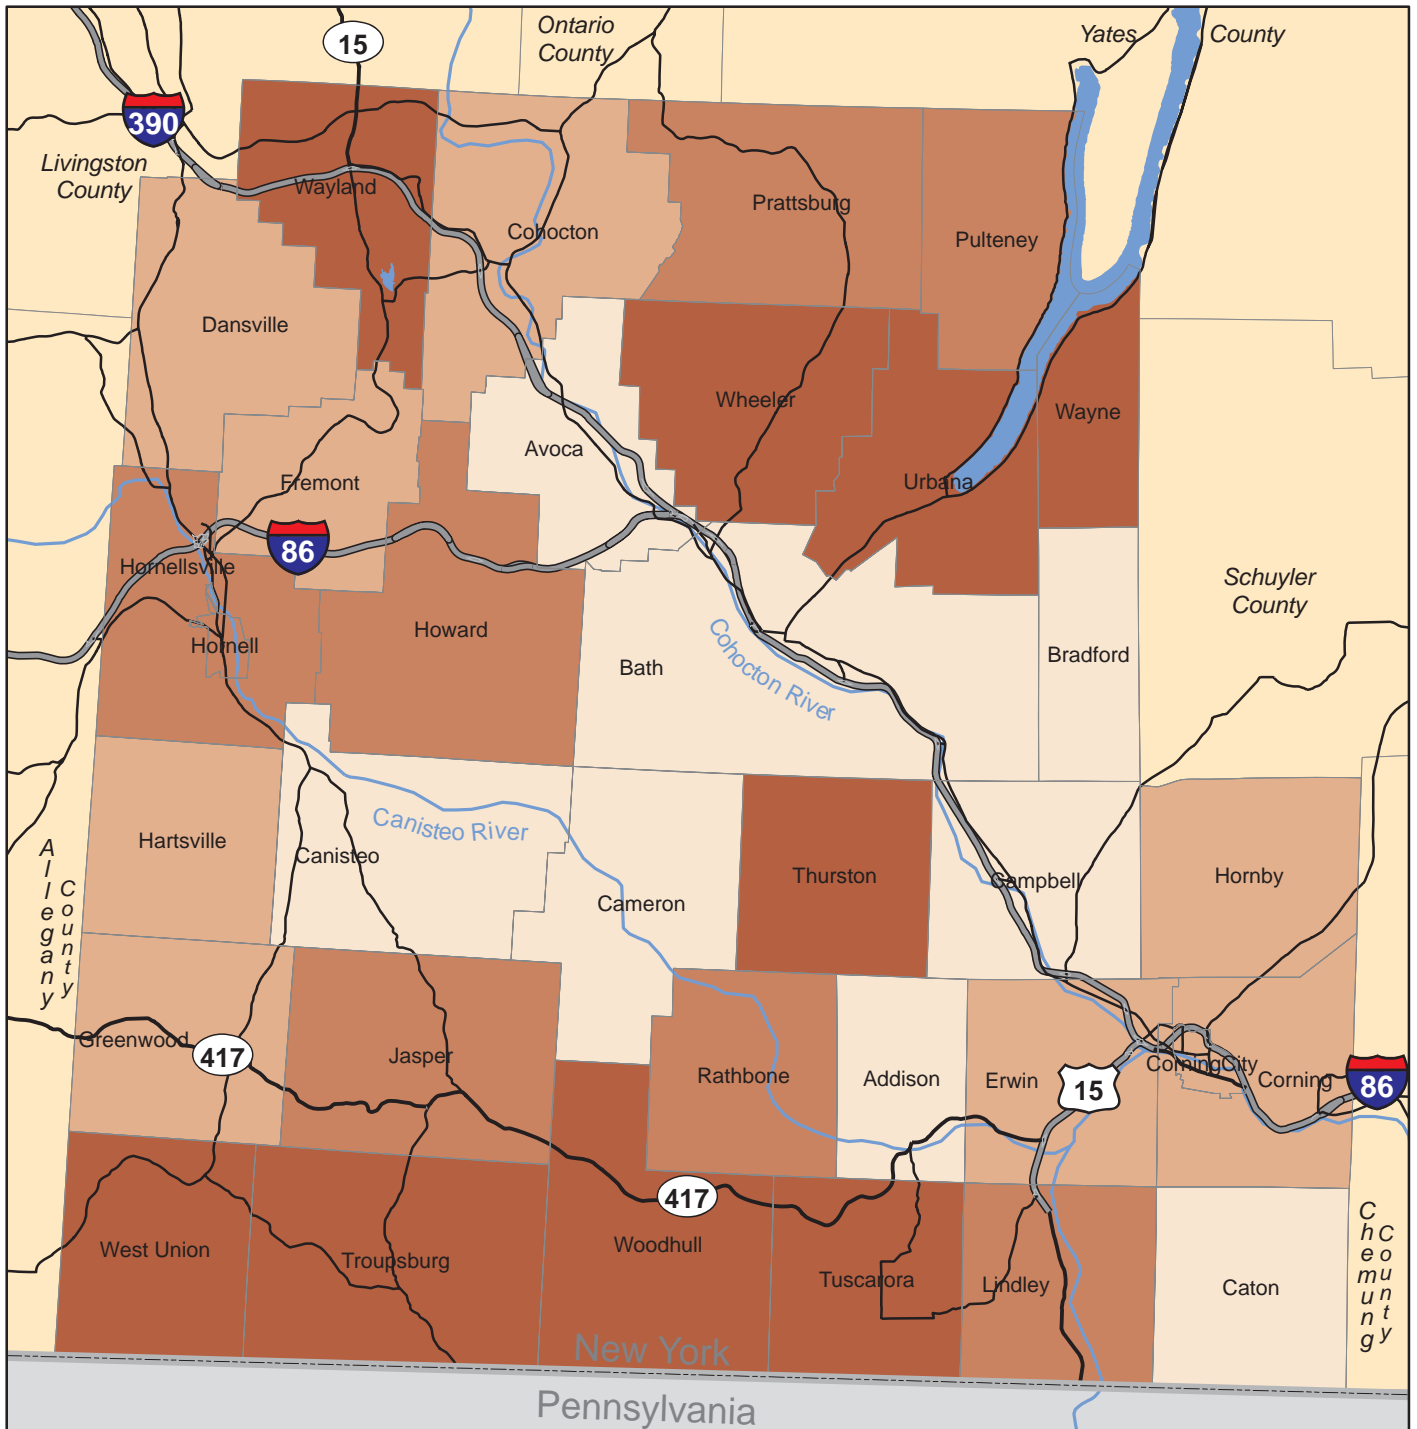 Ontario
County
Yates
County
15
390
Livingston
County
Wayland
Cohocton
Prattsburg
Pulteney
Dansville
Wheeler
Wayne
Avoca
Urbana
Fremont
86
Hornellsville
Schuyler
County
Howard
Hornell
Bath
Cohocton River
Bradford
Hartsville
Canisteo River
Canisteo
Thurston
Campbell
Hornby
Cameron
Allegany
County
Greenwood
417
Jasper
Rathbone
Addison
Erwin
15
CorningCity
Corning
86
417
West Union
Troupsburg
Woodhull
Tuscarora
Lindley
Caton
Chemung
County
New York
Pennsylvania